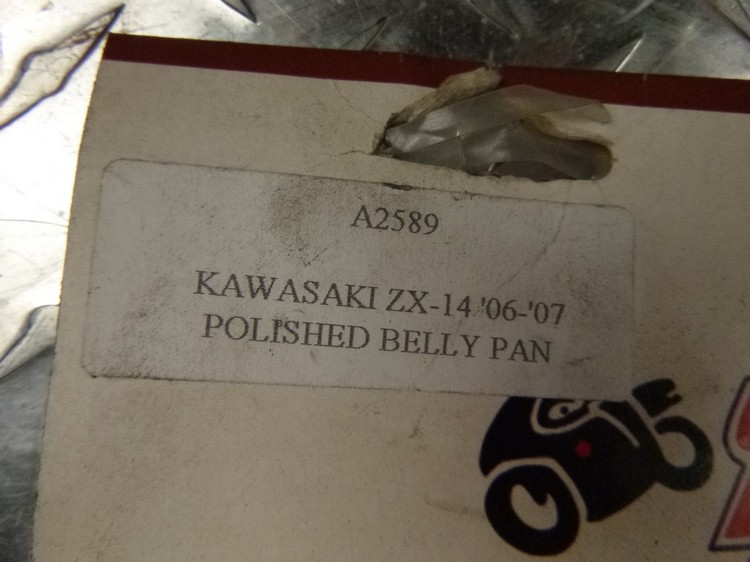 A2589
KAWASAKI ZX-14 '06-'07
POLISHED BELLY PAN